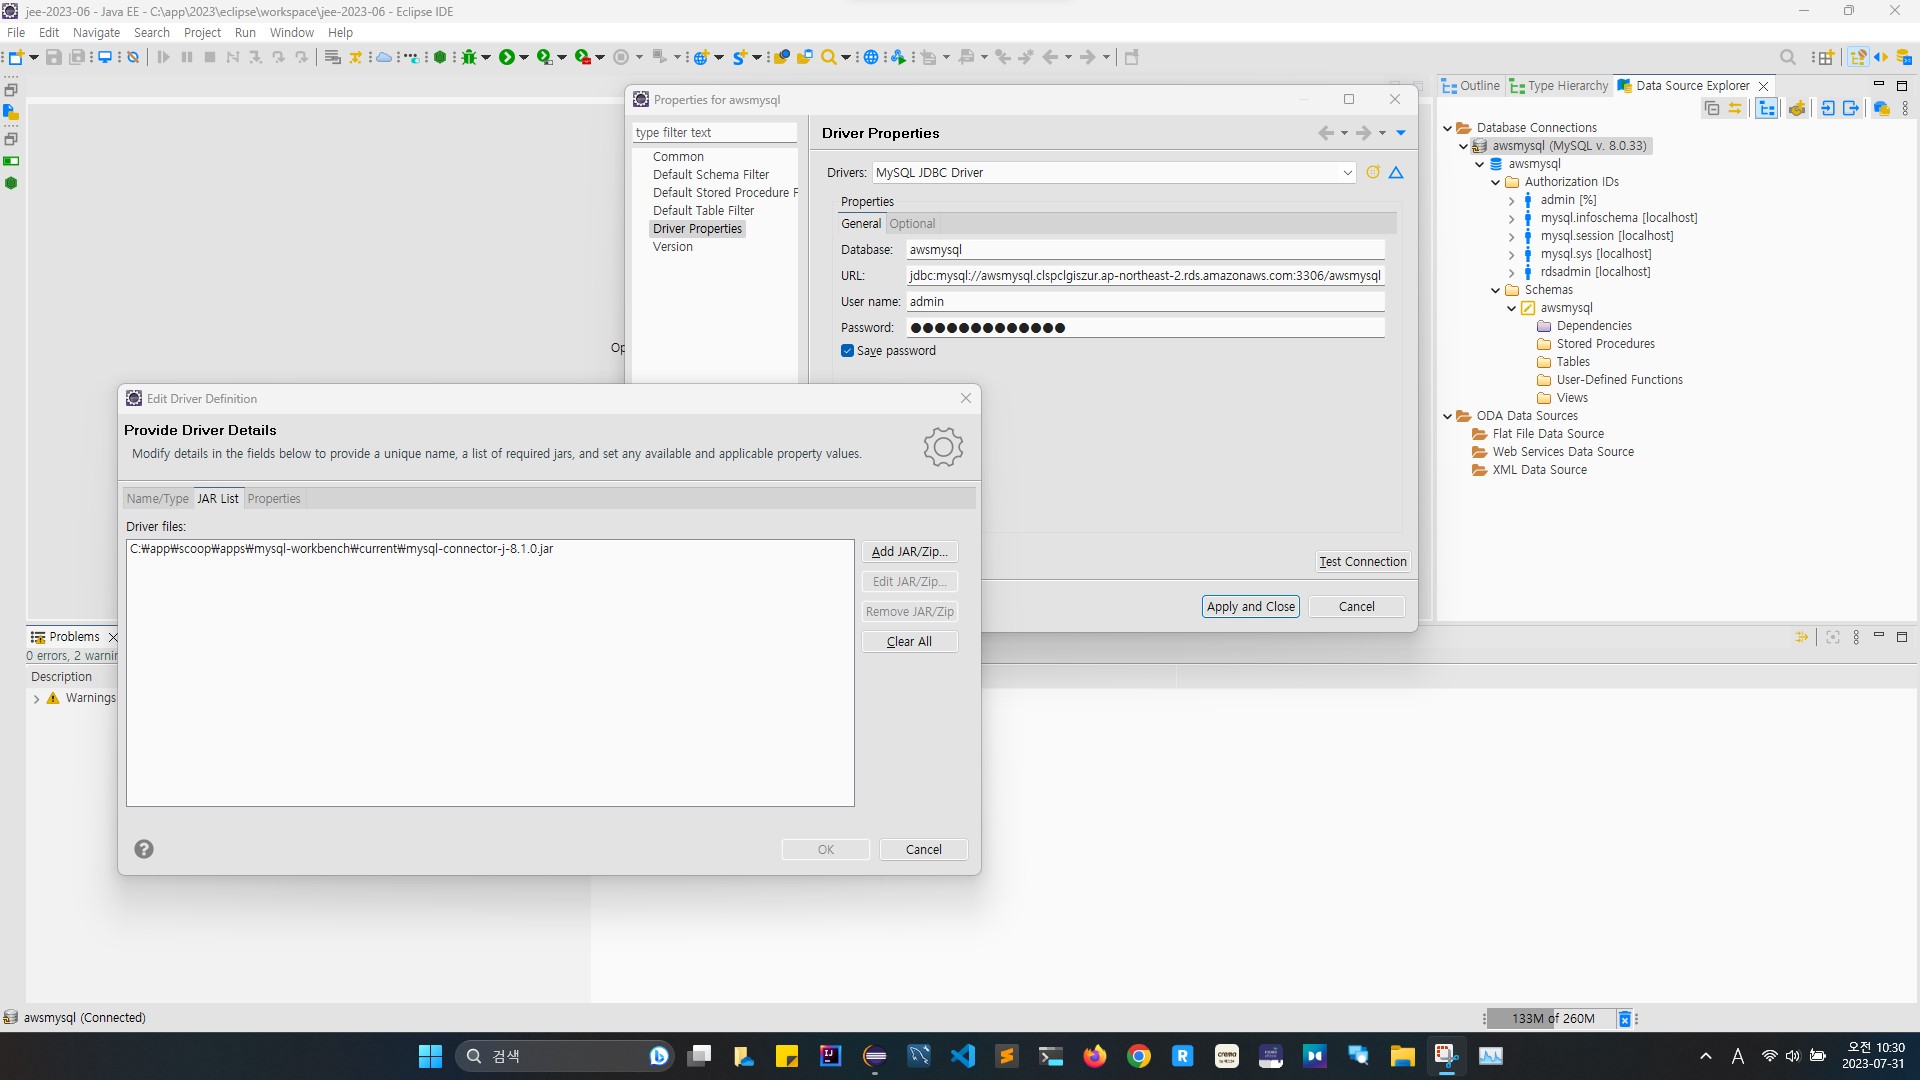 jee-2023-06 - Java EE - C:\app\2023\eclipse\workspace\jee-2023-06 - Eclipse IDE
File Edit Navigate Search Project Run Window Help
Outline Type Hierarchy Data Source Explorer
Database Connections
awsmysql (MySQL v. 8.0.33)
awsmysql
Authorization IDs
admin [%]
mysql.infoschema [localhost]
mysql.session [localhost]
mysql.sys [localhost]
rdsadmin [localhost]
Schemas
awsmysql
Dependencies
Stored Procedures
Tables
User-Defined Functions
Views
ODA Data Sources
Flat File Data Source
Web Services Data Source
XML Data Source
Properties for awsmysql
type filter text
Common
Default Schema Filter
Default Stored Procedure F
Default Table Filter
Driver Properties
Version
Driver Properties
Drivers: MySQL JDBC Driver
Properties
General Optional
Database: awsmysql
URL: jdbc:mysql://awsmysql.clspclgiszur.ap-northeast-2.rds.amazonaws.com:3306/awsmysql
User name: admin
Password: ●●●●●●●●●●●●●
Save password
Test Connection
Apply and Close Cancel
Op
Edit Driver Definition
Provide Driver Details
Modify details in the fields below to provide a unique name, a list of required jars, and set any available and applicable property values.
Name/Type JAR List Properties
Driver files:
C:₩app₩scoop₩apps₩mysql-workbench₩current₩mysql-connector-j-8.1.0.jar
Add JAR/Zip...
Edit JAR/Zip...
Remove JAR/Zip
Clear All
OK Cancel
Problems
0 errors, 2 warnin
Description
Warnings
awsmysql (Connected)
133M of 260M
검색
A
오전 10:30
2023-07-31